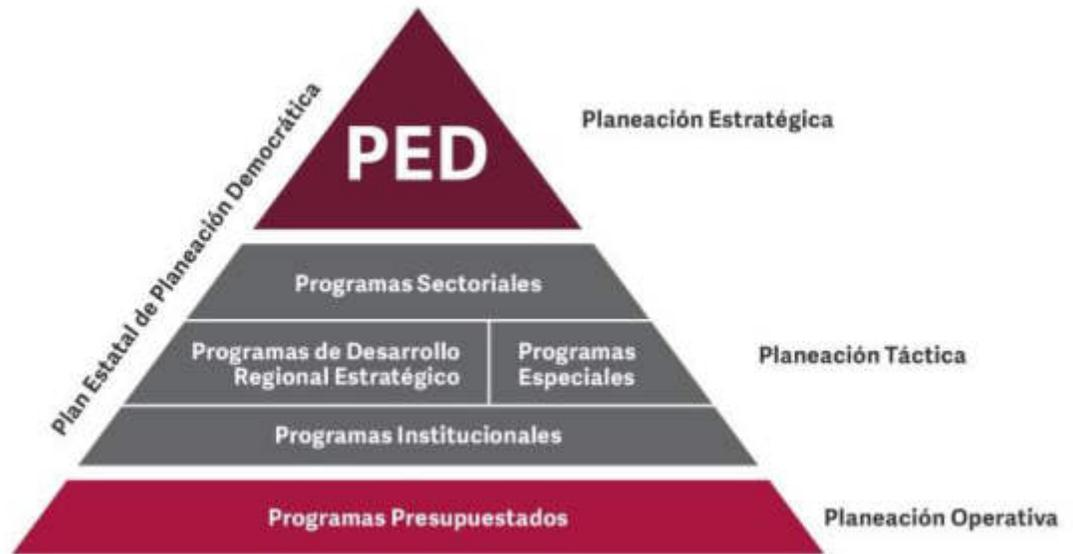 Plan Estatal de Planeación Democrática
PED
Planeación Estratégica
Programas Sectoriales
Programas de Desarrollo
Regional Estratégico
Programas
Especiales
Planeación Táctica
Programas Institucionales
Programas Presupuestados
Planeación Operativa